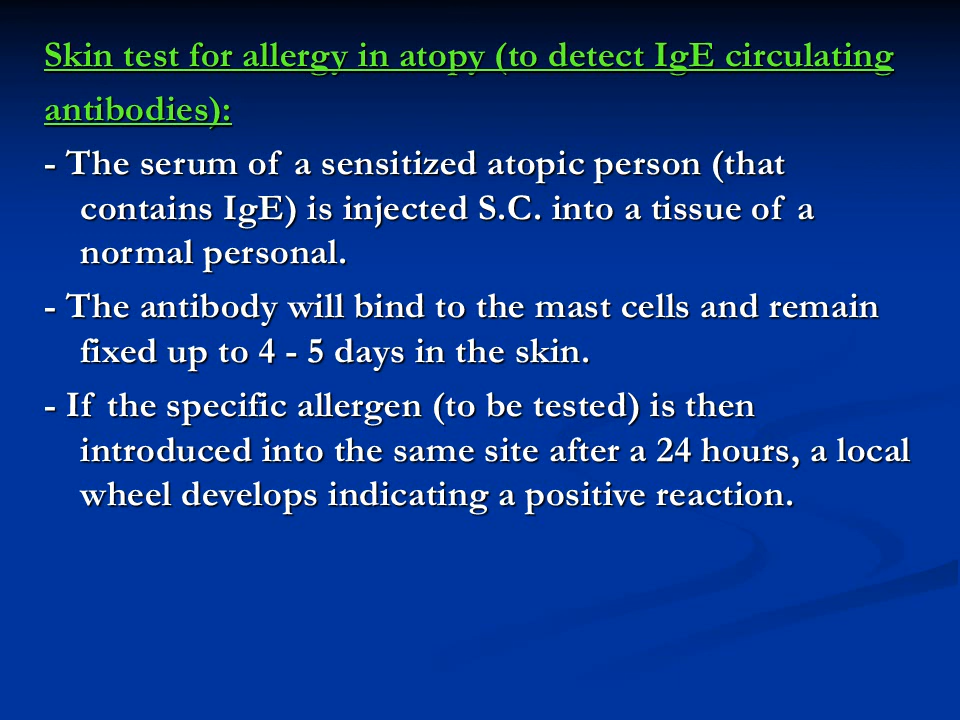 Skin test for allergy in atopy (to detect IgE circulating
antibodies):
- The serum of a sensitized atopic person (that
contains IgE) is injected S.C. into a tissue of a
normal personal.
- The antibody will bind to the mast cells and remain
fixed up to 4 - 5 days in the skin.
- If the specific allergen (to be tested) is then
introduced into the same site after a 24 hours, a local
wheel develops indicating a positive reaction.